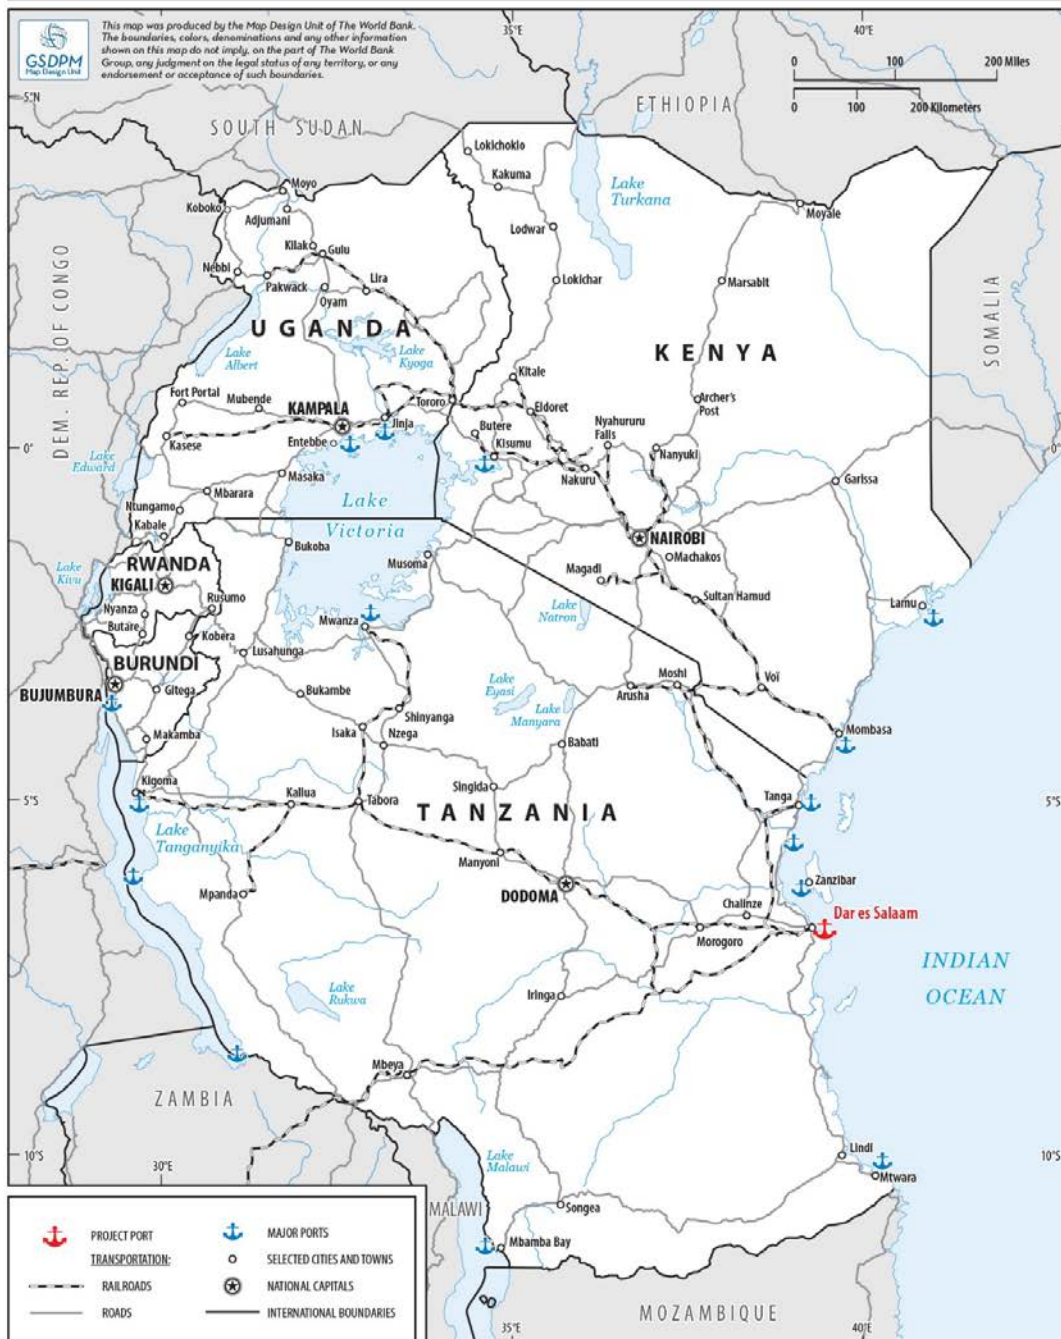 GSDPM
Map Design Unit
This map was produced by the Map Design Unit of The World Bank.
The boundaries, colors, denominations and any other information
shown on this map do not imply, on the part of The World Bank
Group, any judgment on the legal status of any territory, or any
endorsement or acceptance of such boundaries.
35°E
40°E
0 100 200 Miles
0 100 200 Kilometers
5°N
SOUTH SUDAN
ETHIOPIA
Lokichokio
Kakuma
Lake
Turkana
Moyo
Koboko
Adjumani
Moyale
Lodwar
Kilak
Gulu
Nebbi
Pakwack
Lira
Oyam
Lokichar
Marsabit
DEM. REP. OF CONGO
SOMALIA
UGANDA
KENYA
Lake
Albert
Lake
Kyoga
Kitale
Fort Portal
Mubende
KAMPALA
Tororo
Eldoret
Archer's
Post
Jinja
Butere
Nyahururu
Falls
Kasese
Entebbe
Kisumu
Nanyuki
0°
0°
Lake
Edward
Masaka
Nakuru
Garissa
Mbarara
Lake
Victoria
Ntungamo
Kabale
Bukoba
NAIROBI
RWANDA
Musoma
Machakos
Lake
Kivu
KIGALI
Magadi
Rusumo
Sultan Hamud
Nyanza
Lake
Natron
Lamu
Butare
Kobera
Mwanza
Lusahunga
BURUNDI
Moshi
Voi
BUJUMBURA
Gitega
Bukambe
Lake
Eyasi
Arusha
Lake
Manyara
Shinyanga
Makamba
Isaka
Nzega
Babati
Mombasa
Kigoma
Kaliua
Singida
5°S
Tabora
TANZANIA
Tanga
5°S
Lake
Tanganyika
Manyoni
Mpanda
DODOMA
Zanzibar
Chalinze
Dar es Salaam
Morogoro
INDIAN
OCEAN
Lake
Rukwa
Iringa
Mbeya
ZAMBIA
Lindi
10°S
30°E
Lake
Malawi
10°S
Mtwara
MALAWI
Songea
Mbamba Bay
MOZAMBIQUE
35°E
40°E
PROJECT PORT
MAJOR PORTS
TRANSPORTATION:
SELECTED CITIES AND TOWNS
RAILROADS
NATIONAL CAPITALS
ROADS
INTERNATIONAL BOUNDARIES